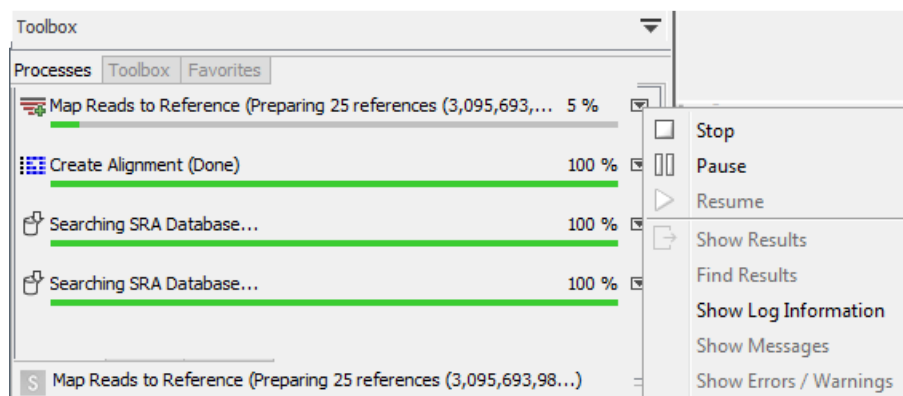 Toolbox
Processes Toolbox Favorites
Map Reads to Reference (Preparing 25 references (3,095,693,... 5 %
Create Alignment (Done) 100 %
Searching SRA Database... 100 %
Searching SRA Database... 100 %
S Map Reads to Reference (Preparing 25 references (3,095,693,98...)
Stop
Pause
Resume
Show Results
Find Results
Show Log Information
Show Messages
Show Errors / Warnings